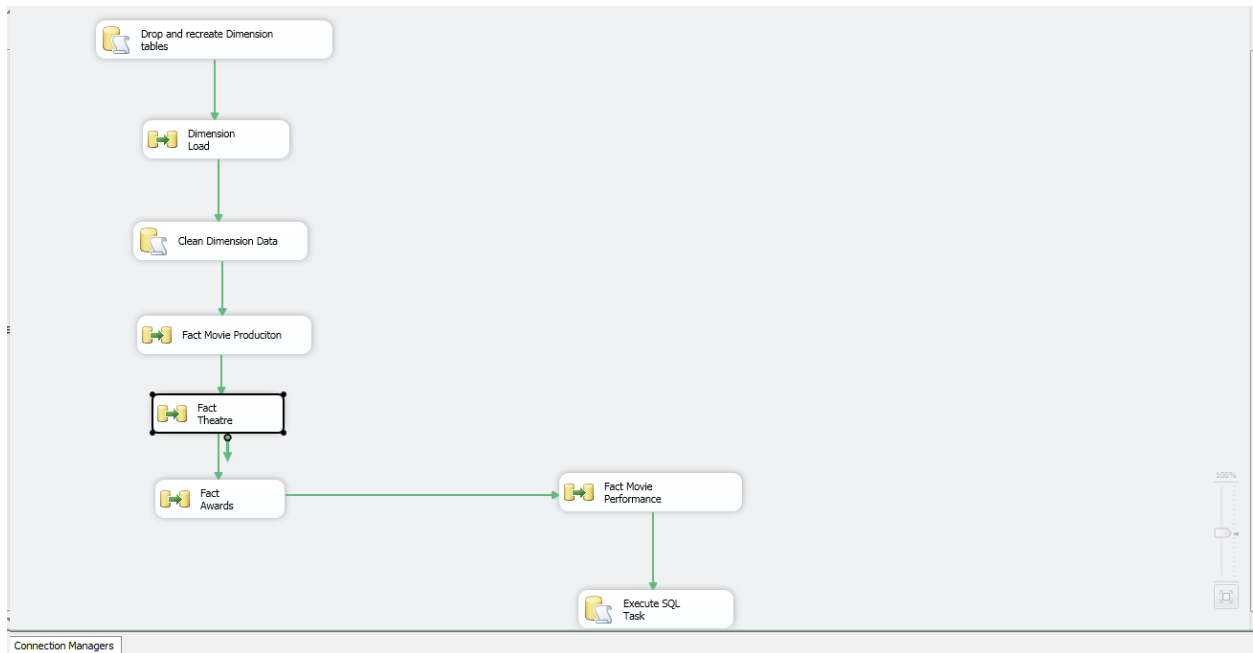 Drop and recreate Dimension
tables
Dimension
Load
Clean Dimension Data
Fact Movie Produciton
Fact
Theatre
Fact
Awards
Fact Movie
Performance
100%
Execute SQL
Task
Connection Managers